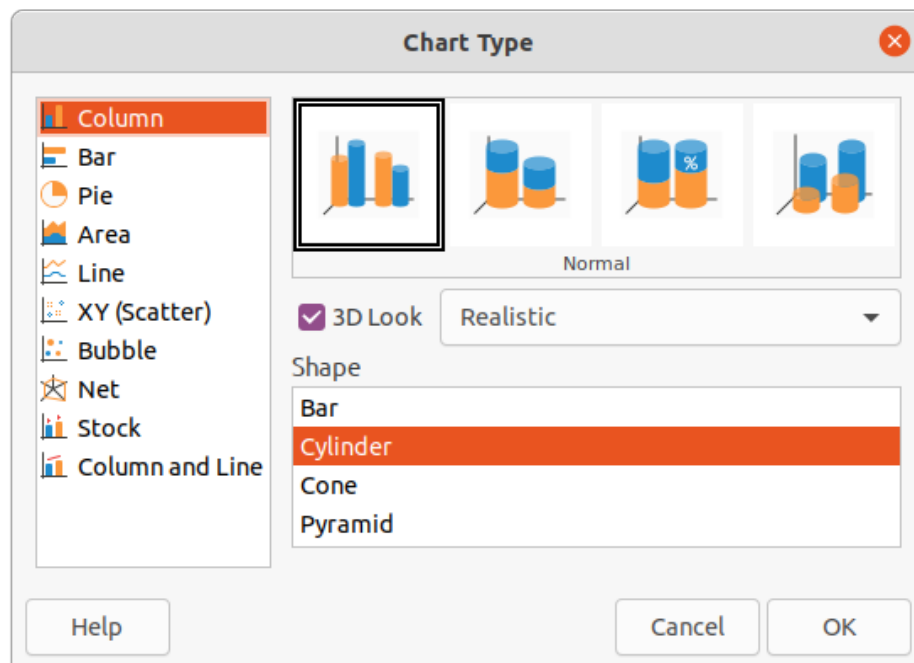 Chart Type
Column
Bar
Pie
Area
Line
XY (Scatter)
Bubble
Net
Stock
Column and Line
%
Normal
3D Look
Realistic
Shape
Bar
Cylinder
Cone
Pyramid
Help
Cancel
OK